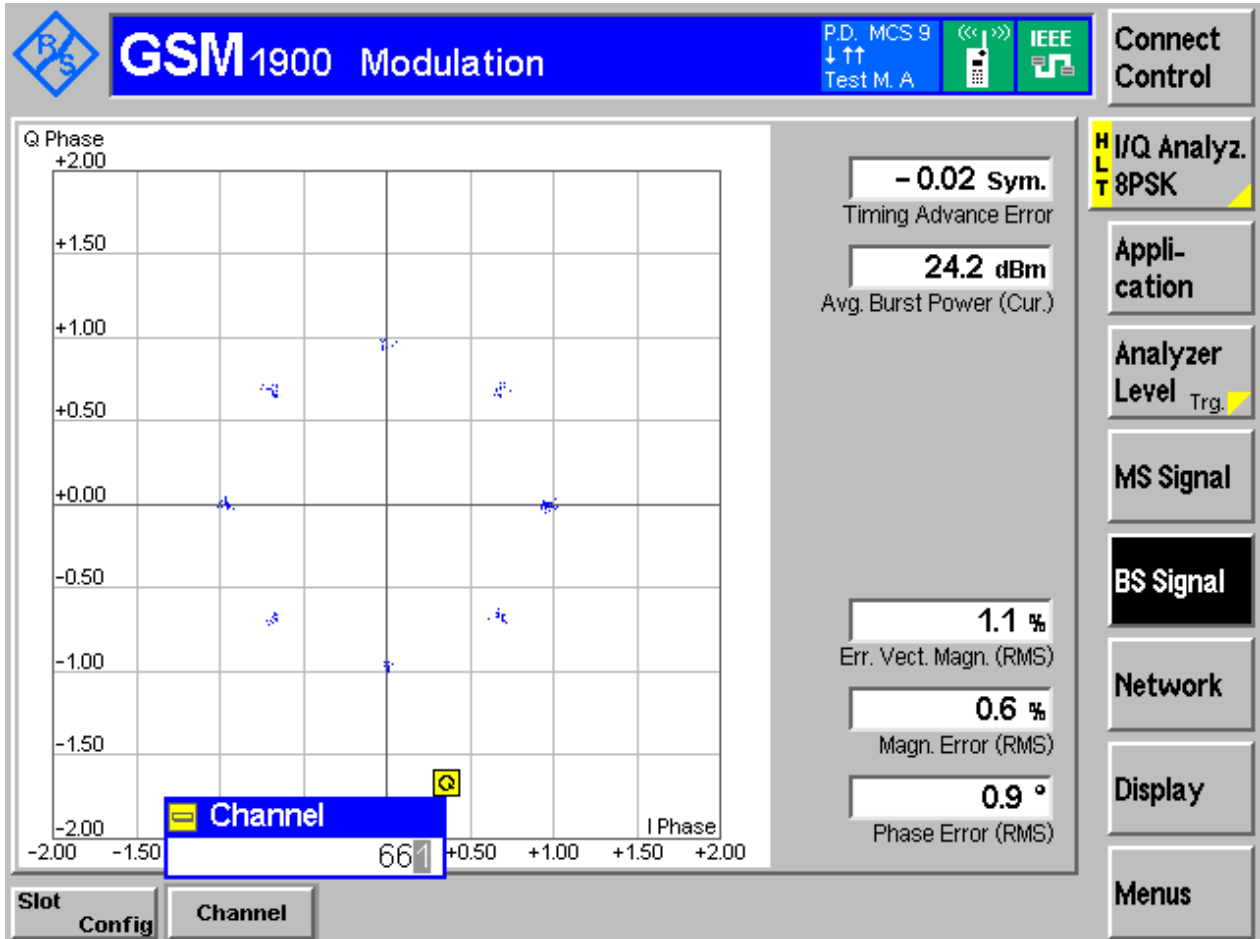 R/S
GSM 1900 Modulation
P.D. MCS 9
↓ ↑↑
Test M. A
IEEE
Connect
Control
Q Phase
+2.00
+1.50
+1.00
+0.50
+0.00
-0.50
-1.00
-1.50
-2.00
-2.00 -1.50 +0.50 +1.00 +1.50 +2.00
I Phase
Q
Channel
661
- 0.02 Sym.
Timing Advance Error
24.2 dBm
Avg. Burst Power (Cur.)
1.1 %
Err. Vect. Magn. (RMS)
0.6 %
Magn. Error (RMS)
0.9 °
Phase Error (RMS)
HLT
I/Q Analyz.
8PSK
Appli-
cation
Analyzer
Level Trg.
MS Signal
BS Signal
Network
Display
Menus
Slot
Config
Channel